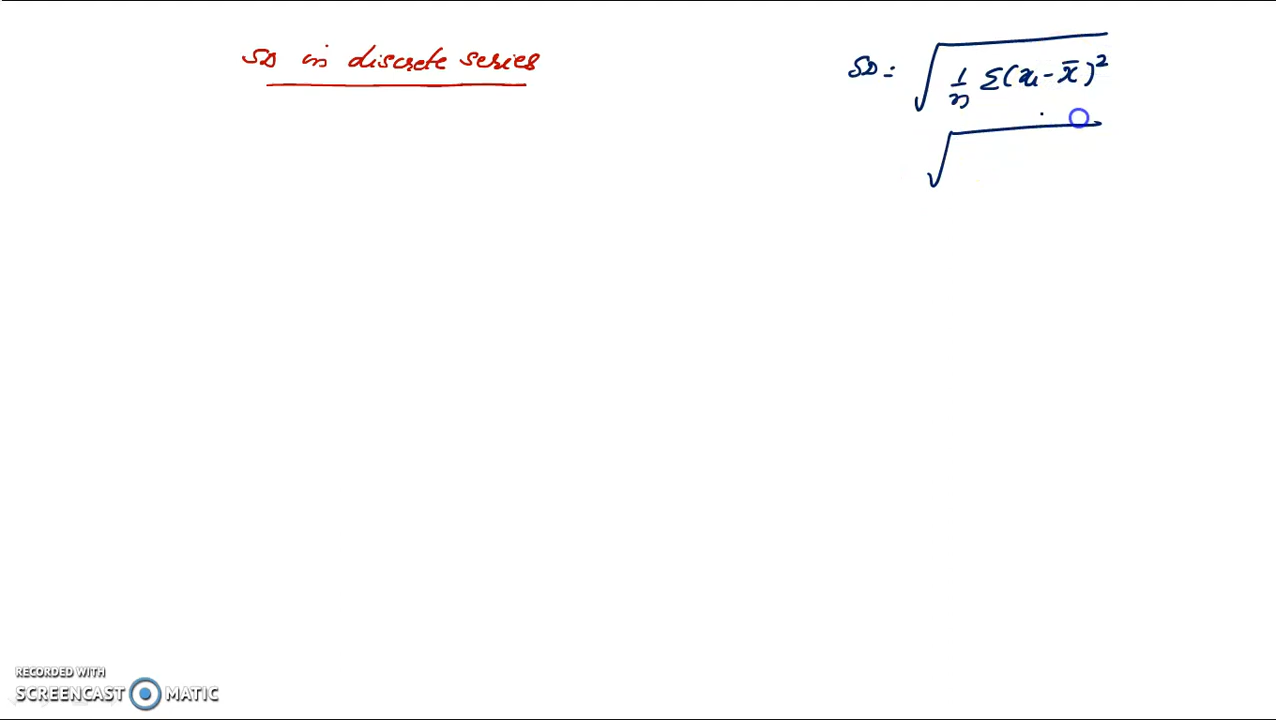 SD in discrete series
SD = √(1/n Σ(xi - x̄)²)
√
RECORDED WITH
SCREENCAST MATIC